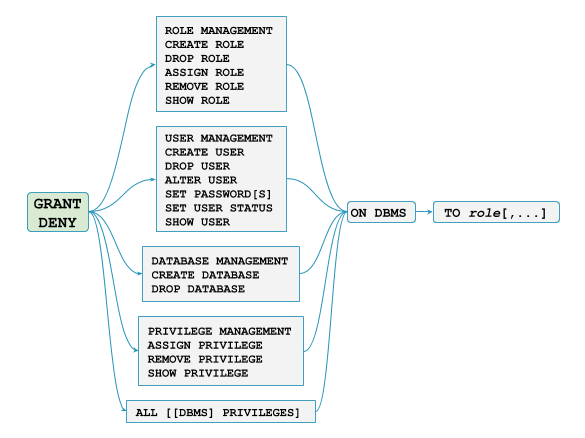 GRANT
DENY
ROLE MANAGEMENT
CREATE ROLE
DROP ROLE
ASSIGN ROLE
REMOVE ROLE
SHOW ROLE
USER MANAGEMENT
CREATE USER
DROP USER
ALTER USER
SET PASSWORD[S]
SET USER STATUS
SHOW USER
DATABASE MANAGEMENT
CREATE DATABASE
DROP DATABASE
PRIVILEGE MANAGEMENT
ASSIGN PRIVILEGE
REMOVE PRIVILEGE
SHOW PRIVILEGE
ALL [[DBMS] PRIVILEGES]
ON DBMS
TO role[,...]